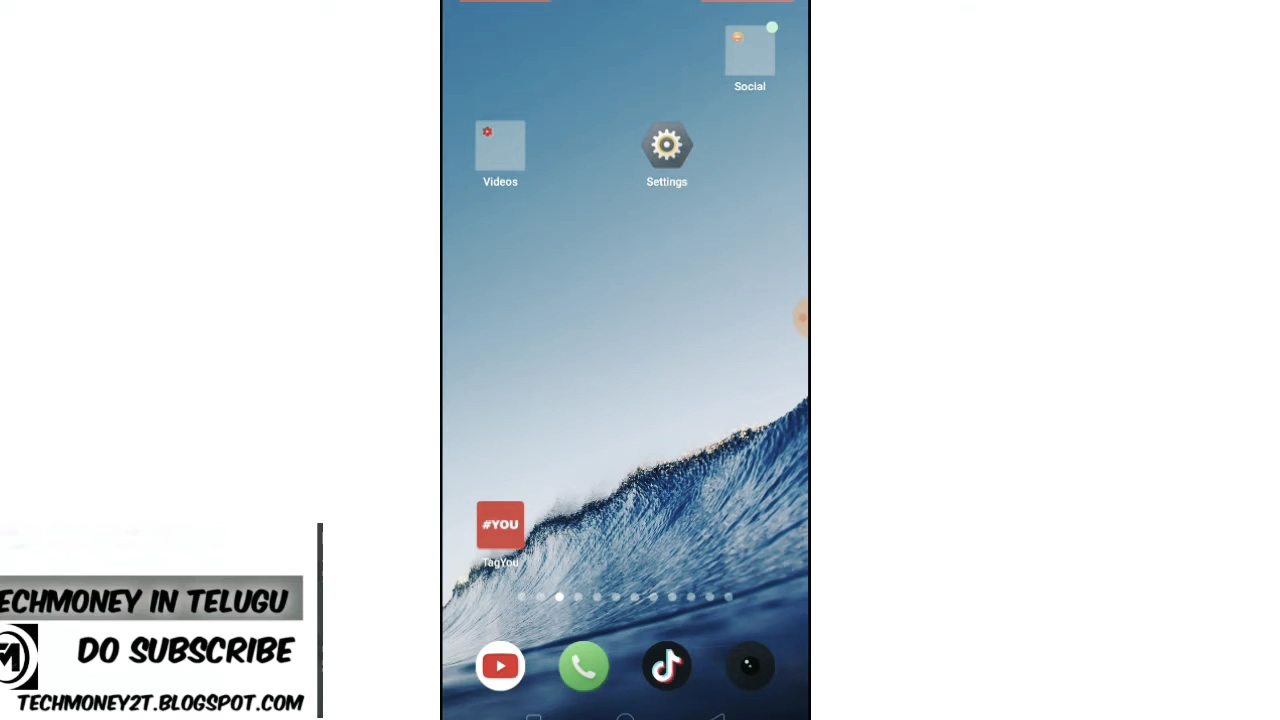 Social
Videos
Settings
#YOU
TagYou
ECHMONEY IN TELUGU
DO SUBSCRIBE
TECHMONEY2T.BLOGSPOT.COM